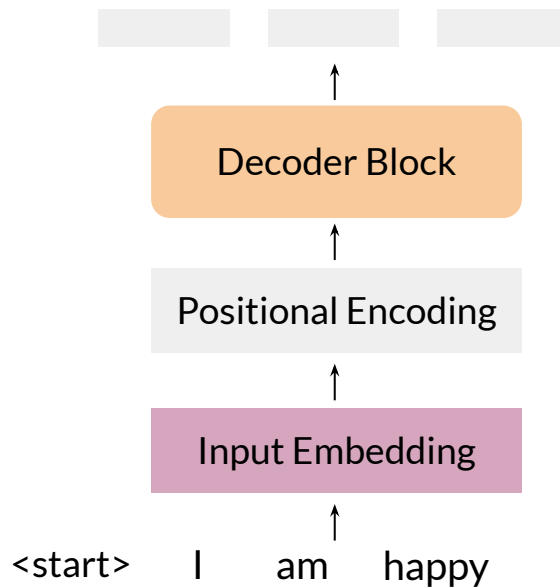 Decoder Block
Positional Encoding
Input Embedding
<start> I am happy